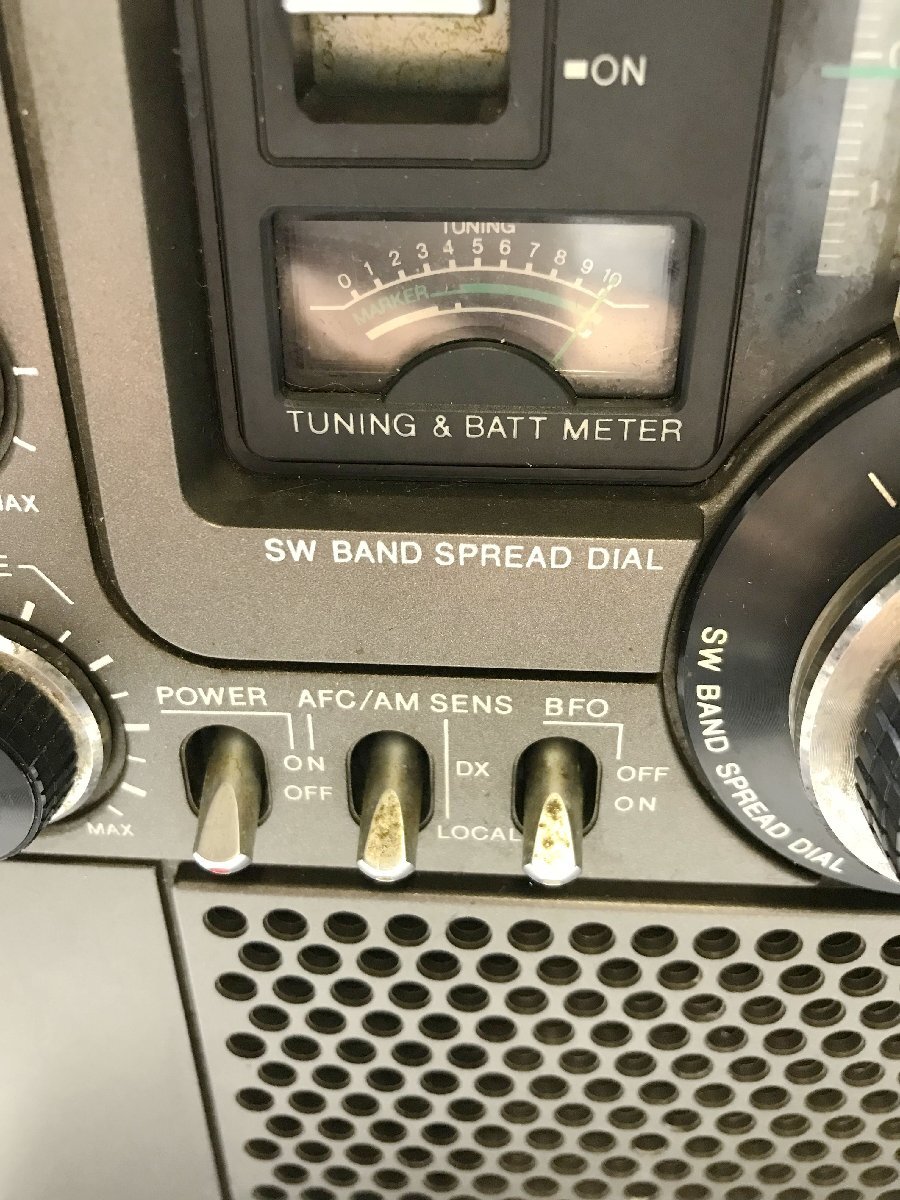 ON
TUNING
0 1 2 3 4 5 6 7 8 9 10
MARKER
TUNING & BATT METER
SW BAND SPREAD DIAL
SW BAND SPREAD DIAL
POWER AFC/AM SENS BFO
ON DX OFF
OFF LOCAL ON
MAX